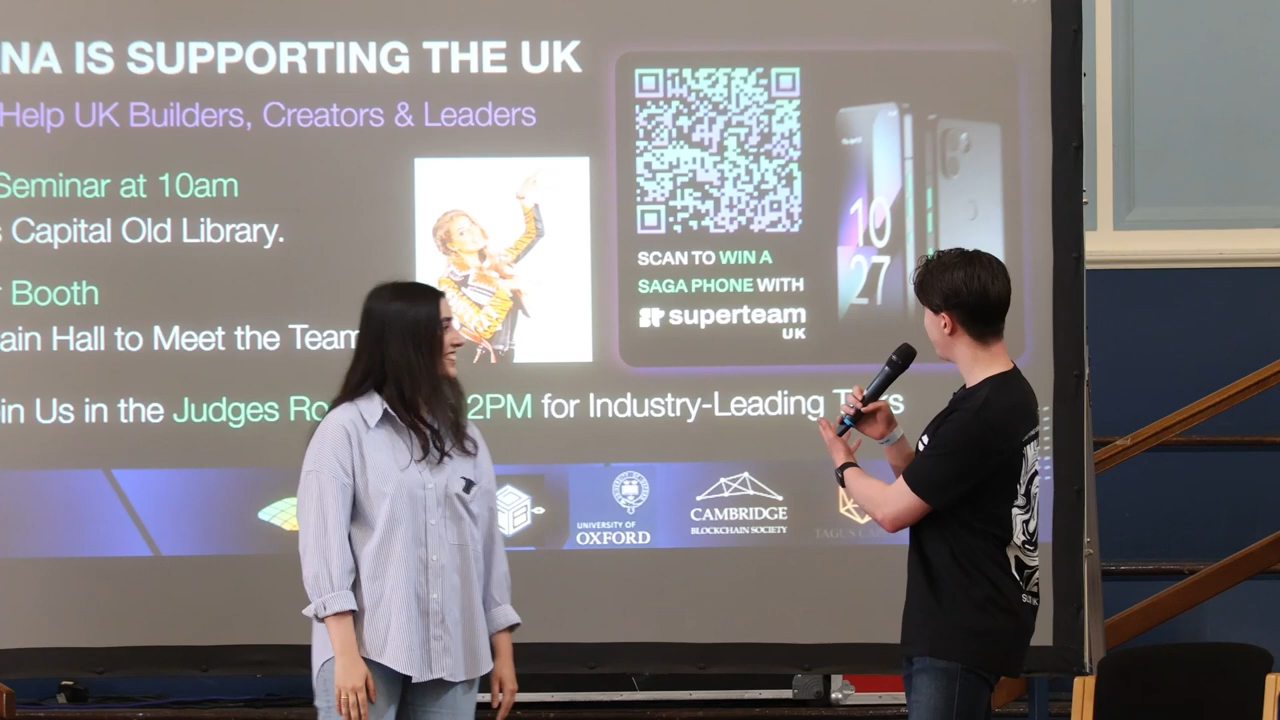 NA IS SUPPORTING THE UK
Help UK Builders, Creators & Leaders
Seminar at 10am
s Capital Old Library.
r Booth
ain Hall to Meet the Team
in Us in the Judges Ro 2PM for Industry-Leading
SCAN TO WIN A
SAGA PHONE WITH
superteam
UK
10
27
UNIVERSITY OF
OXFORD
CAMBRIDGE
BLOCKCHAIN SOCIETY
TAGUS